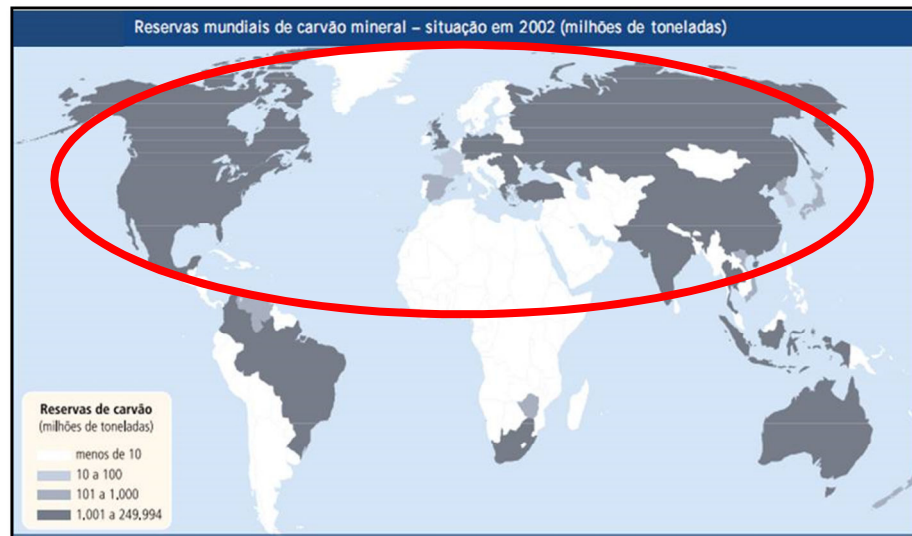 Reservas mundiais de carvão mineral – situação em 2002 (milhões de toneladas)
Reservas de carvão
(milhões de toneladas)
menos de 10
10 a 100
101 a 1.000
1.001 a 249.994